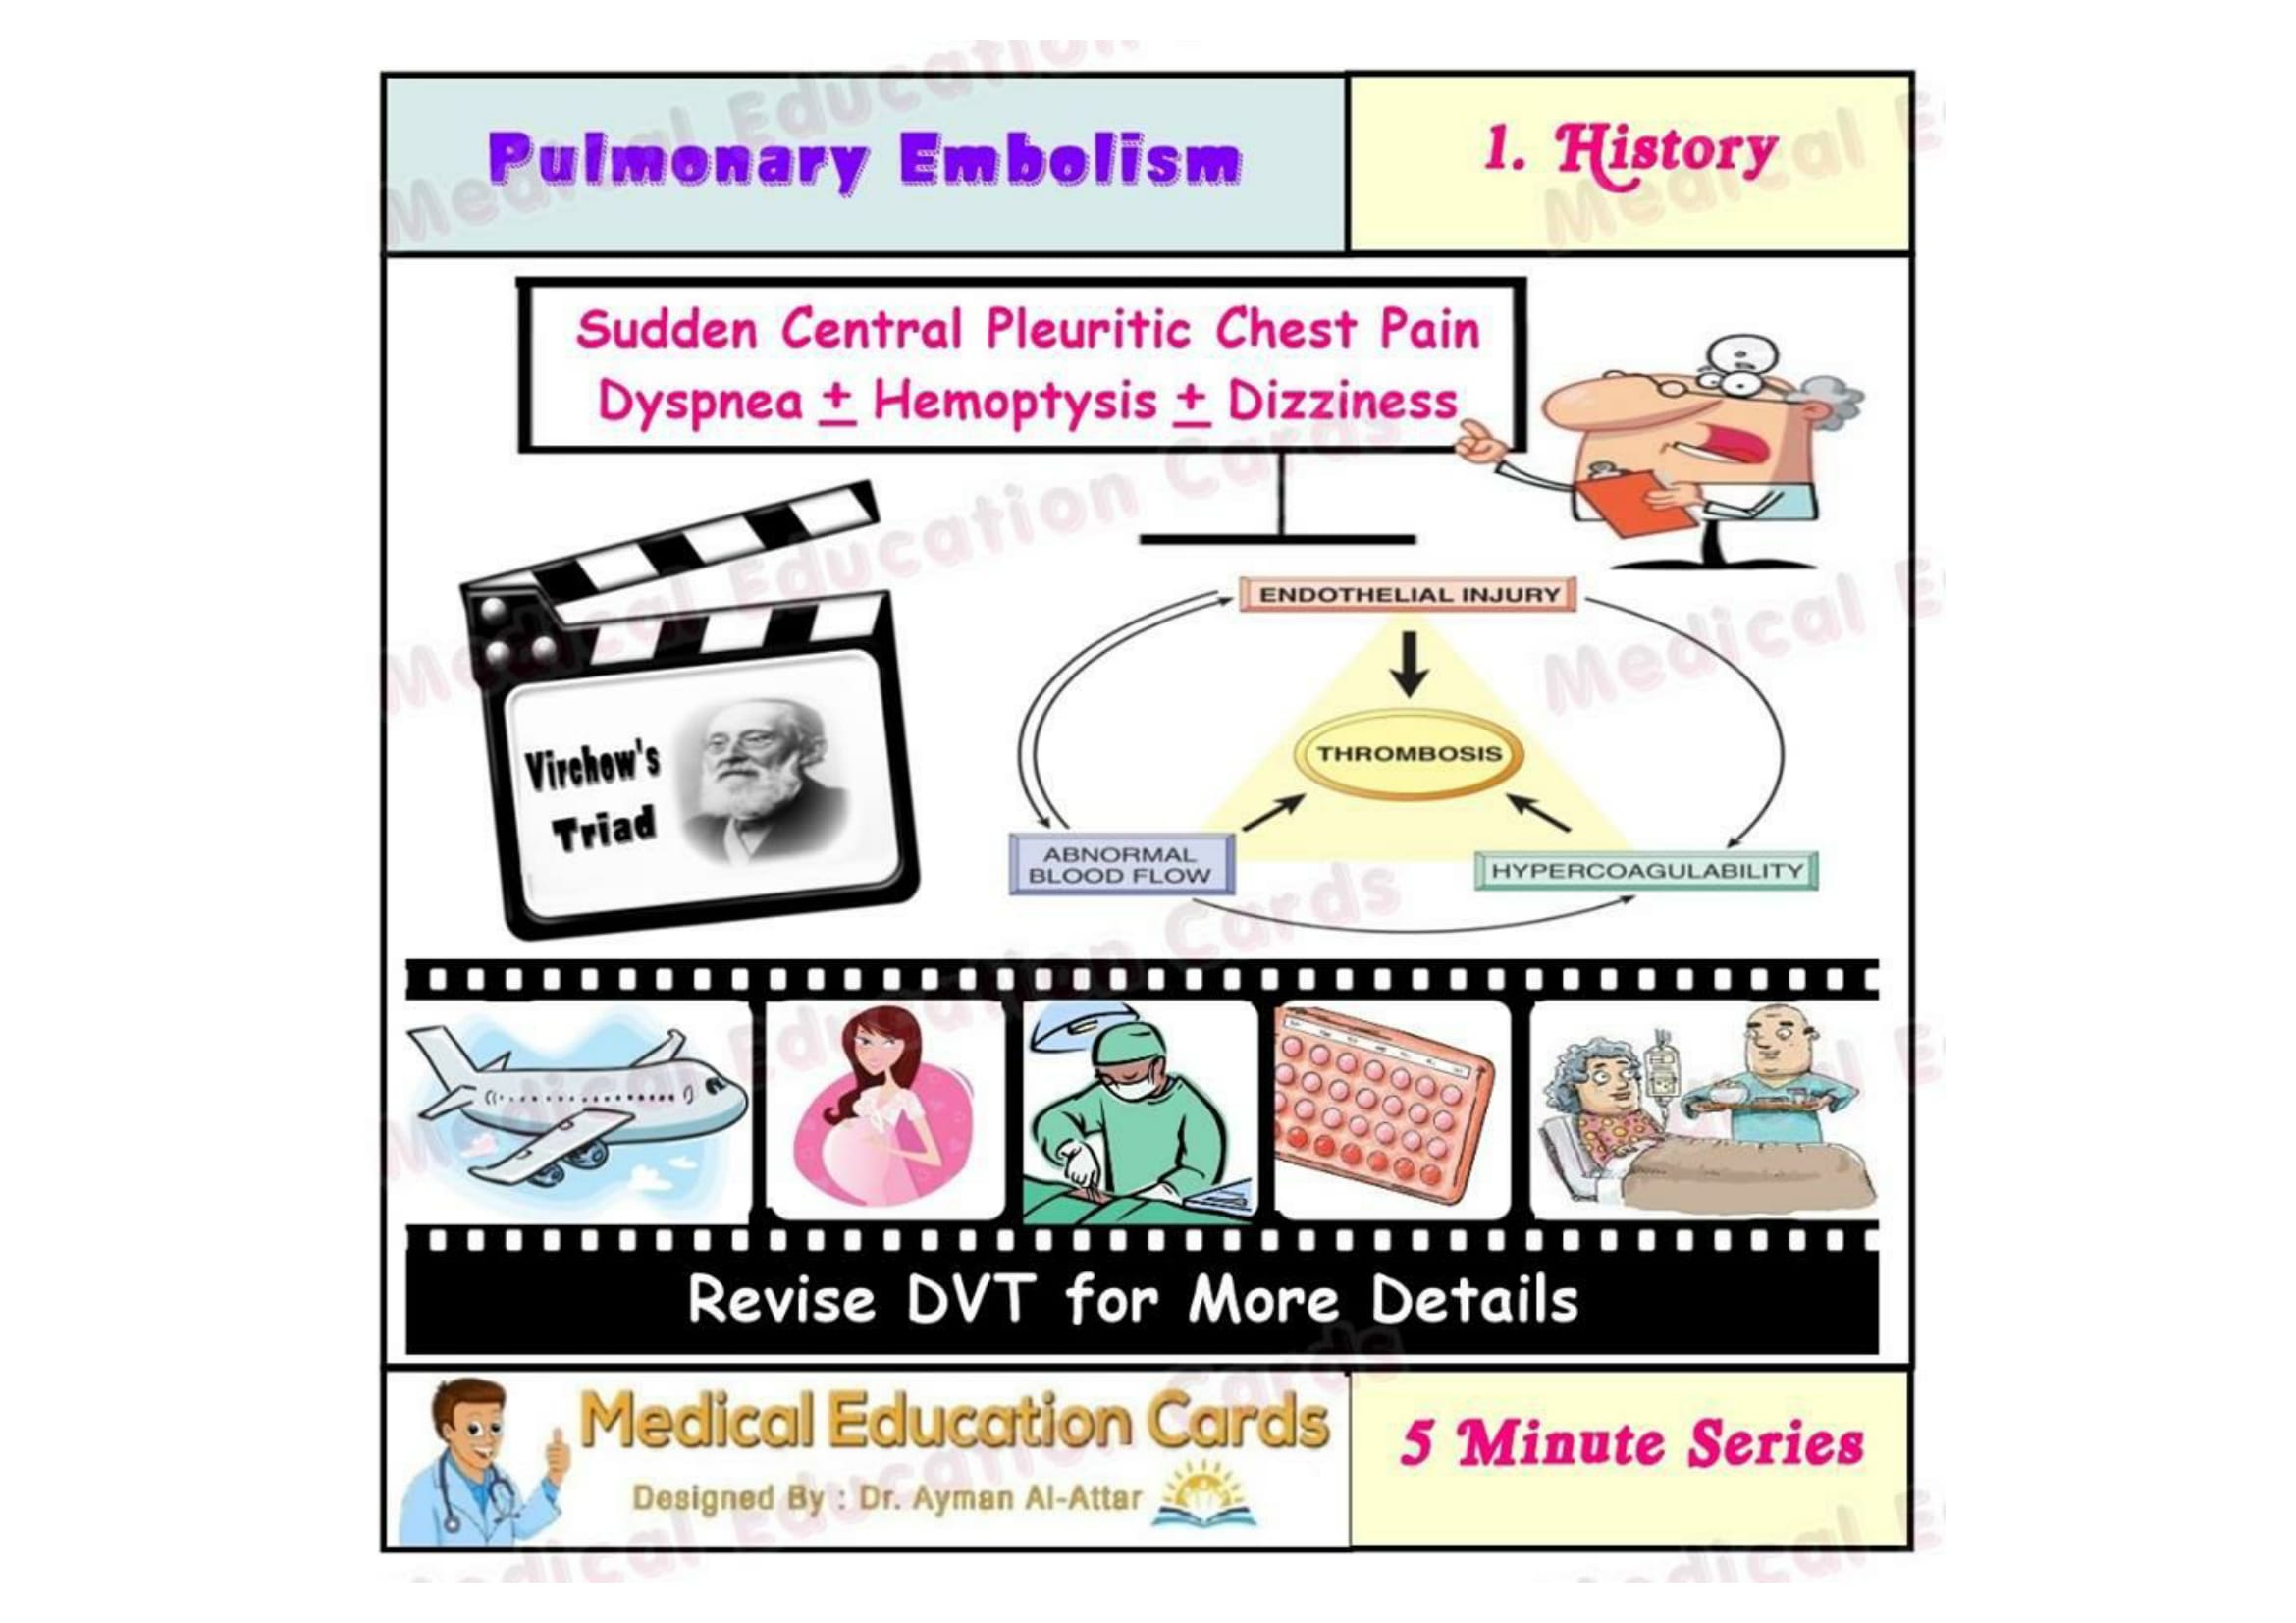 Pulmonary Embolism
1. History
Sudden Central Pleuritic Chest Pain
Dyspnea ± Hemoptysis ± Dizziness
Virchow's
Triad
ENDOTHELIAL INJURY
THROMBOSIS
ABNORMAL
BLOOD FLOW
HYPERCOAGULABILITY
Revise DVT for More Details
Medical Education Cards
Designed By : Dr. Ayman Al-Attar
5 Minute Series